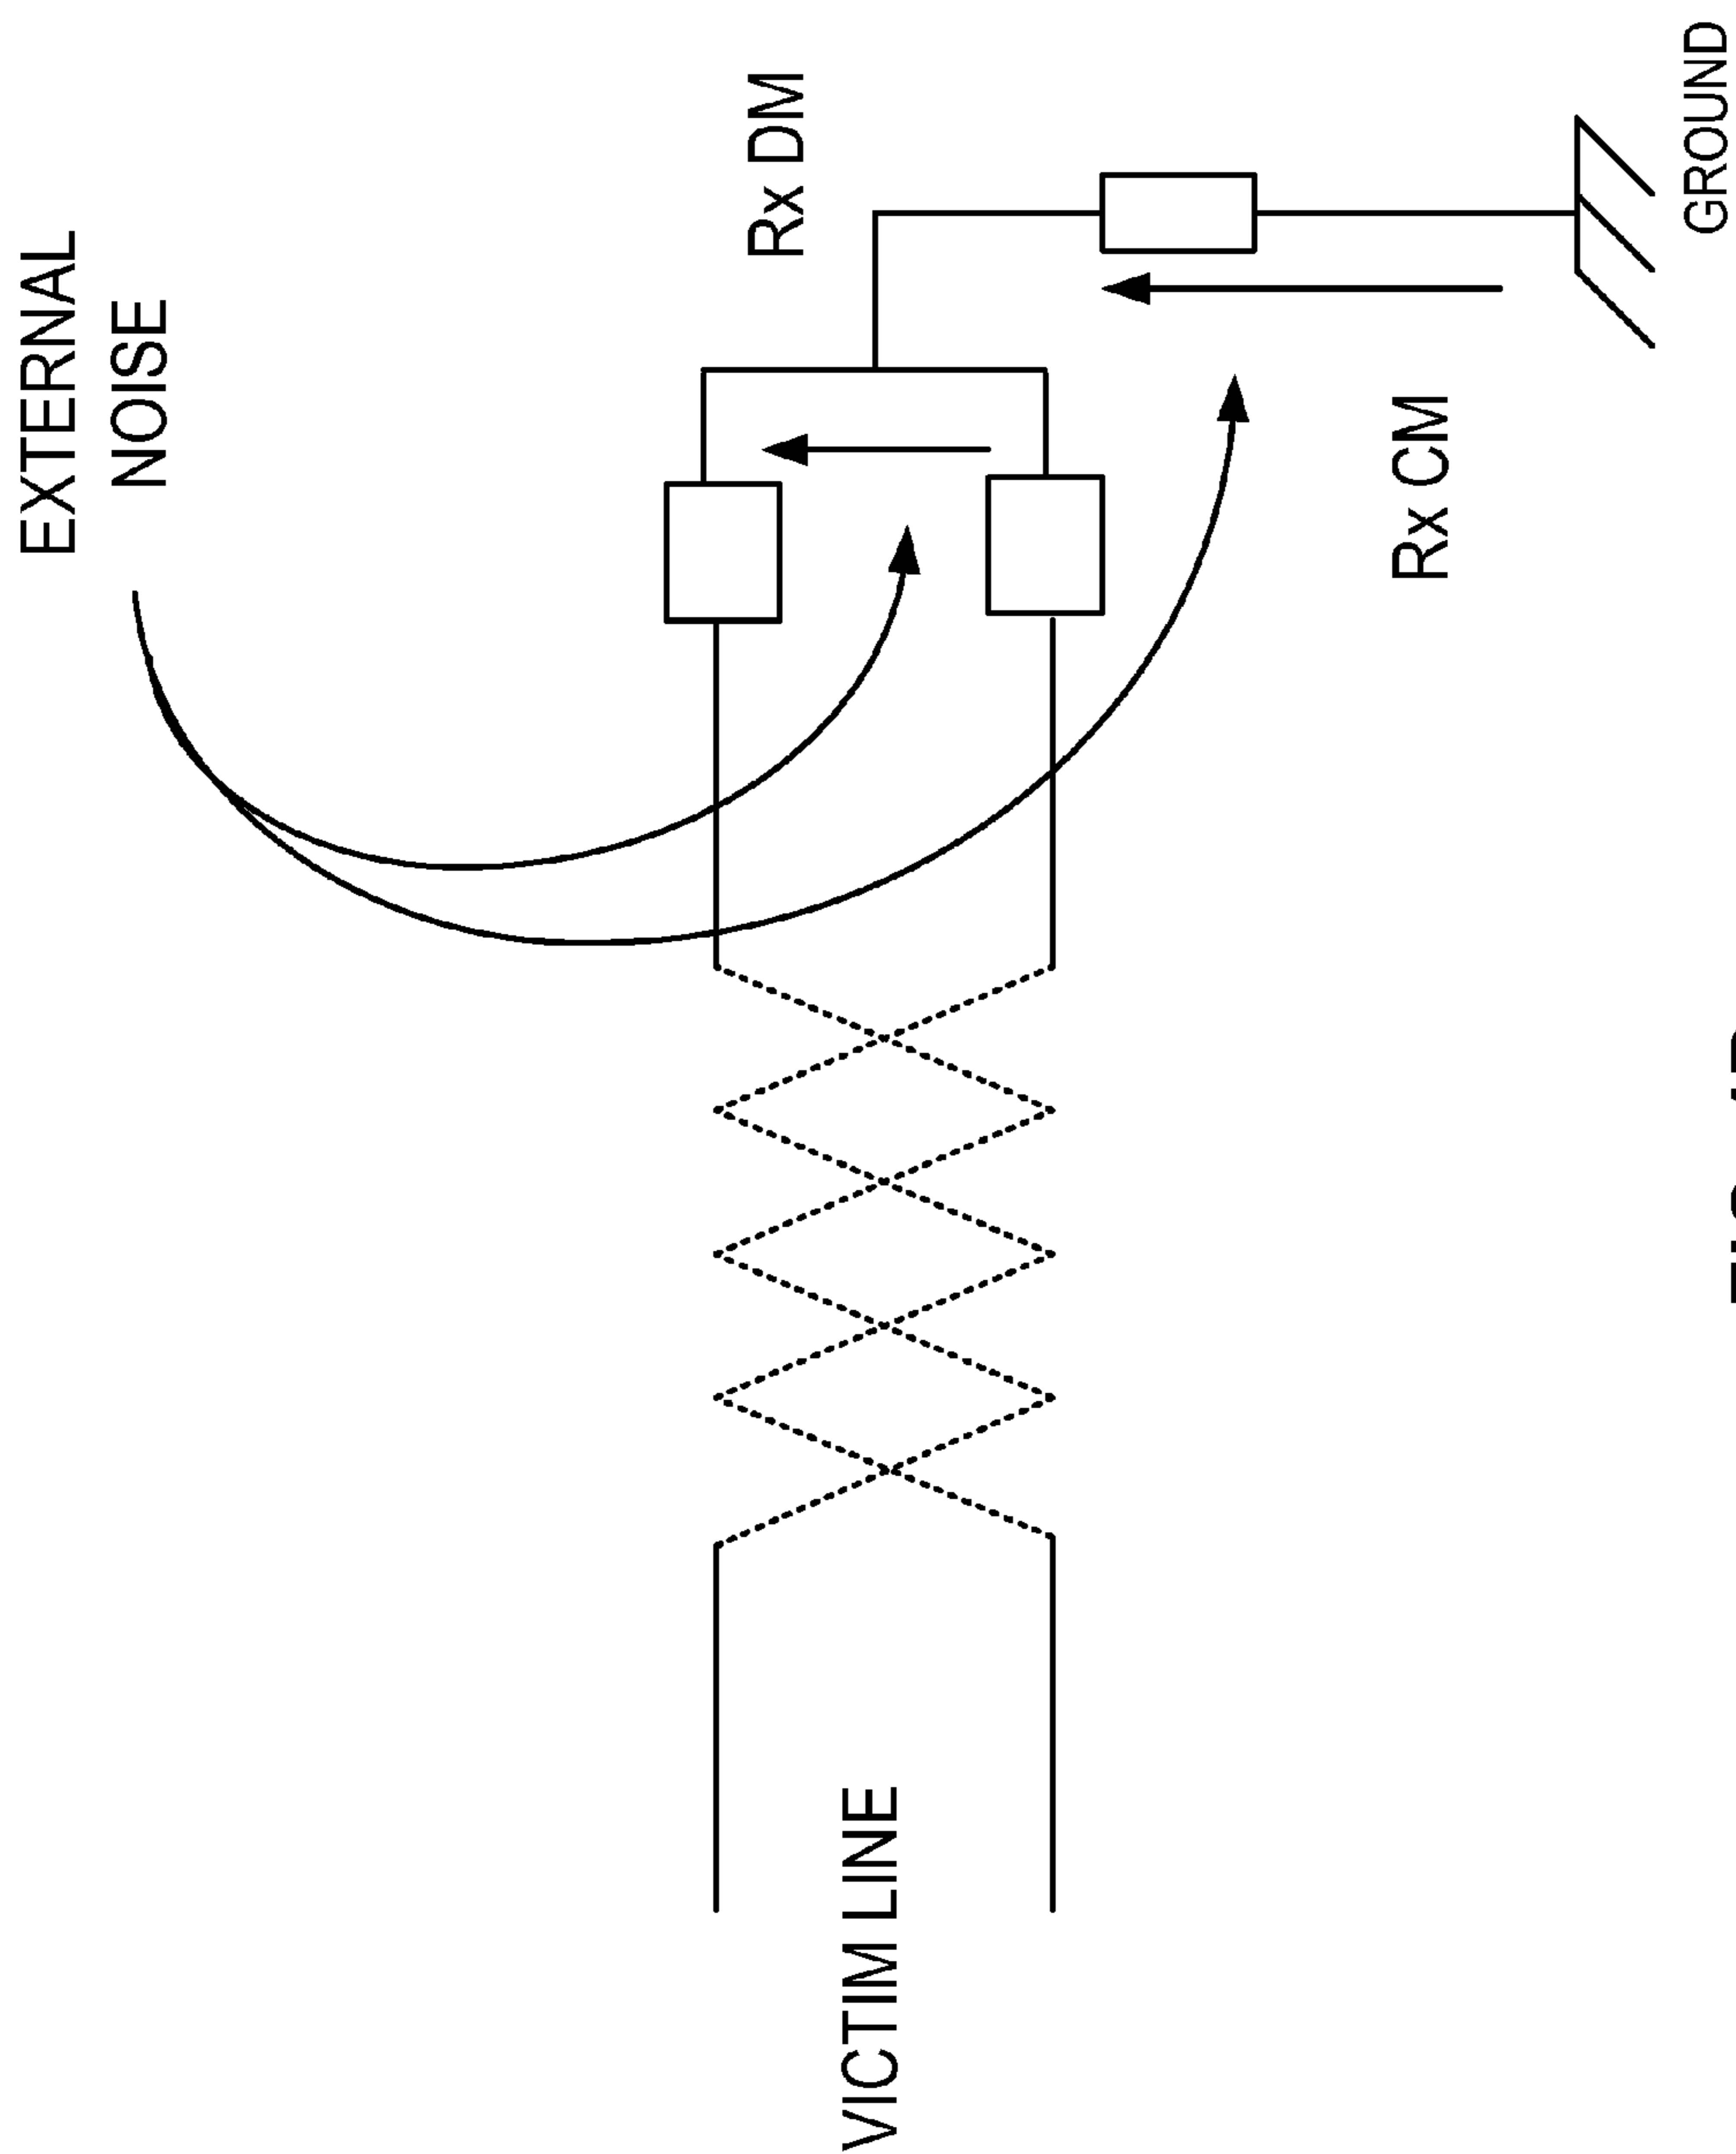 EXTERNAL
NOISE
Rx DM
GROUND
Rx CM
VICTIM LINE